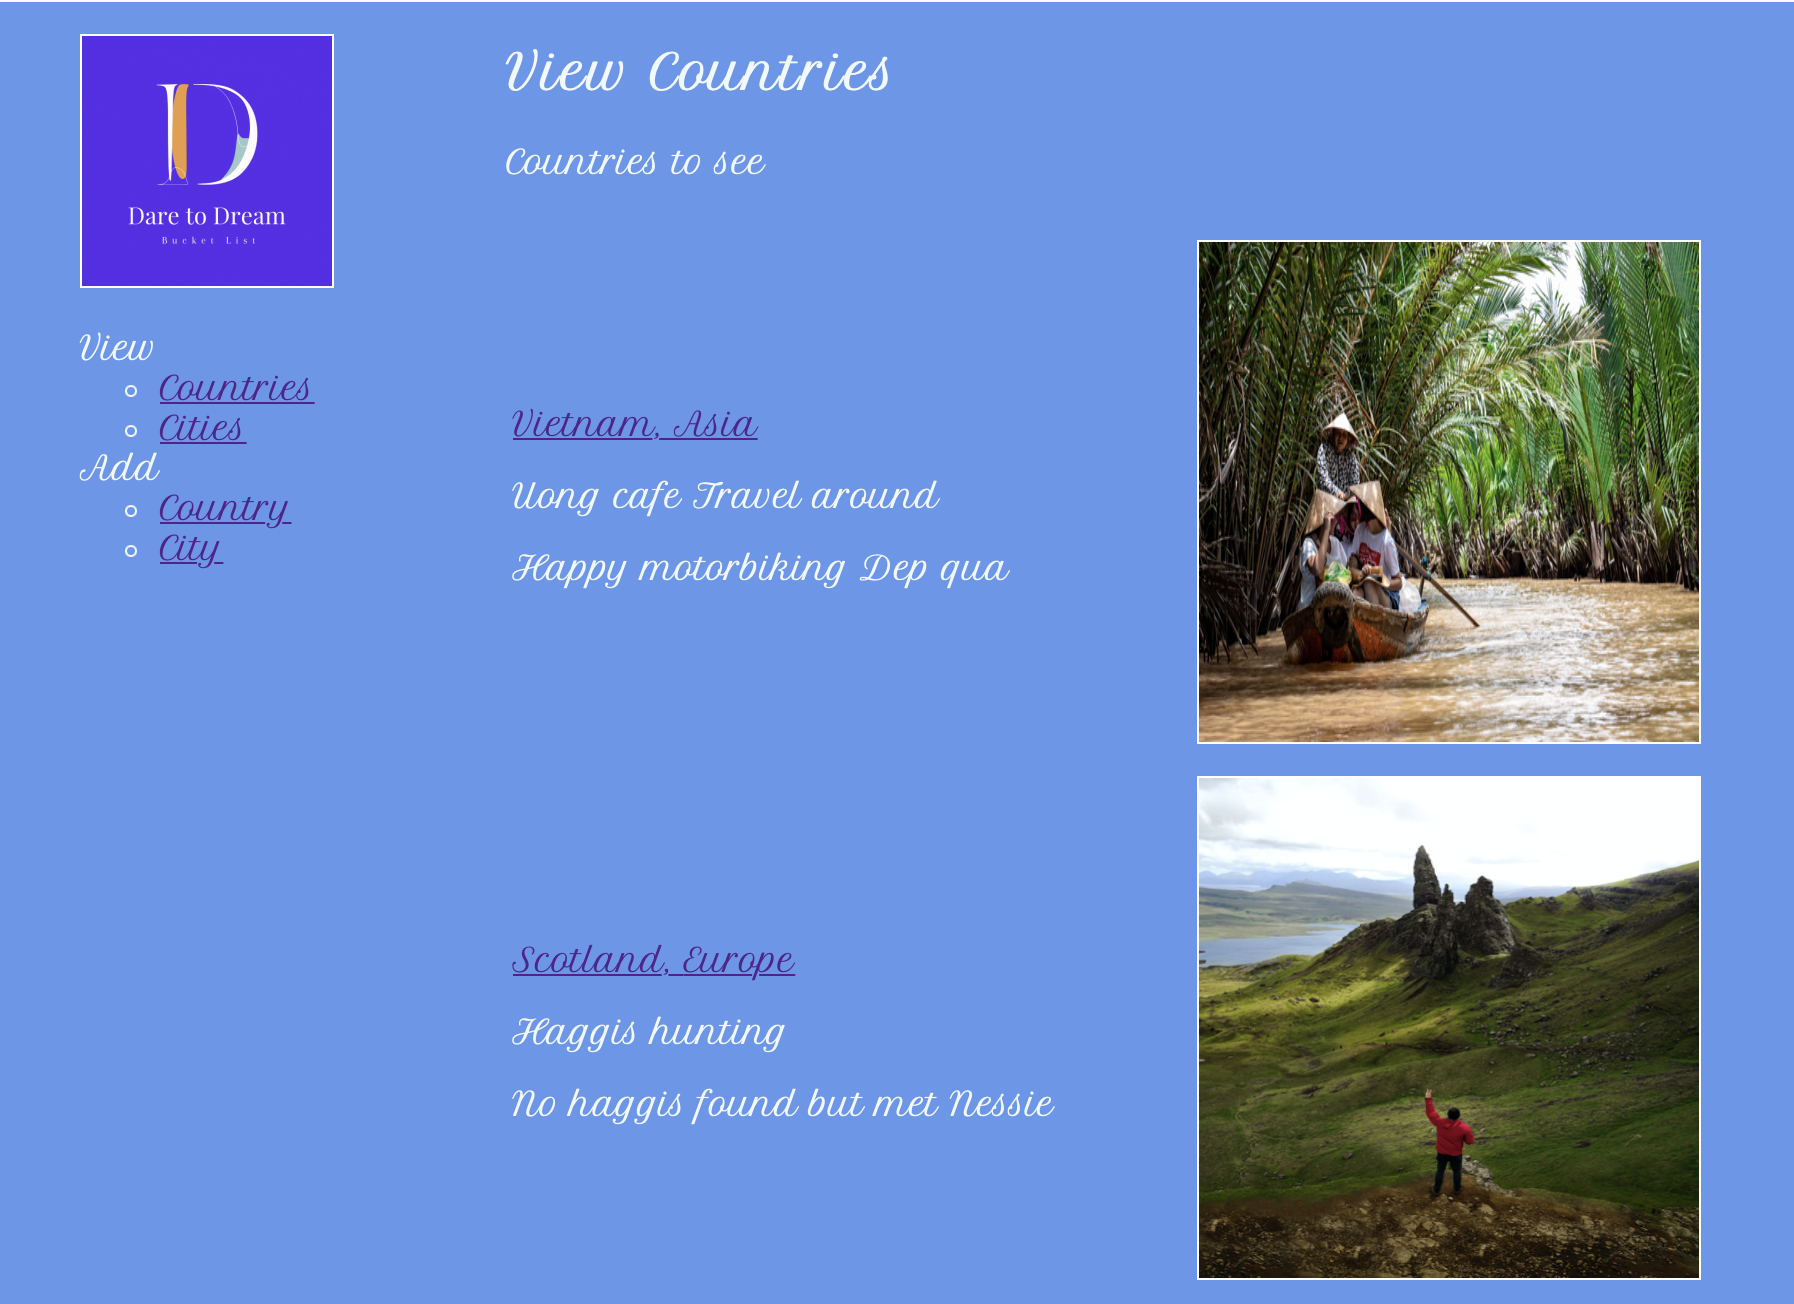 Dare to Dream
Bucket List
View
Countries
Cities
Add
Country
City
View Countries
Countries to see
Vietnam, Asia
Uong cafe Travel around
Happy motorbiking Dep qua
Scotland, Europe
Haggis hunting
No haggis found but met Nessie